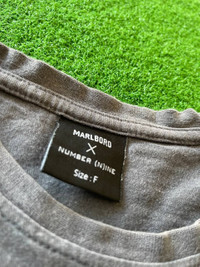 MARLBORO
X
NUMBER (N)INE
Size : F